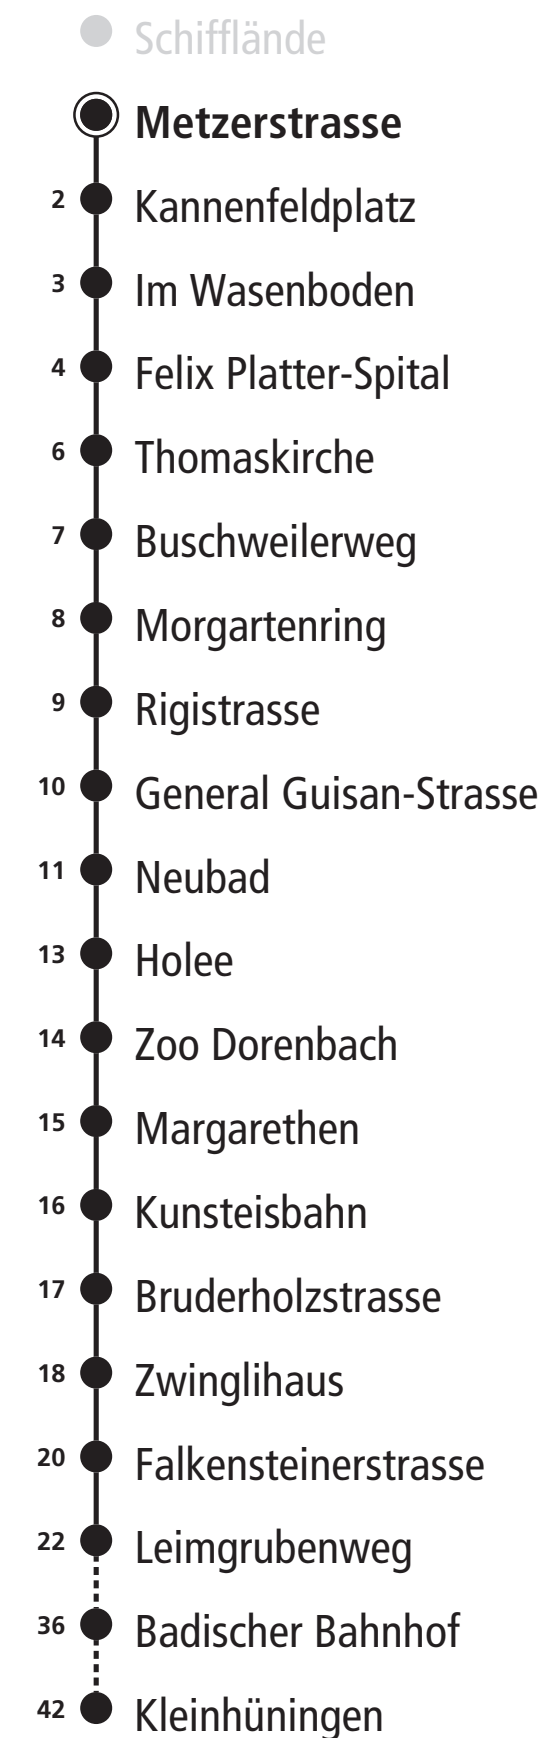 Schifflände
Metzerstrasse
2 Kannenfeldplatz
3 Im Wasenboden
4 Felix Platter-Spital
6 Thomaskirche
7 Buschweilerweg
8 Morgartenring
9 Rigistrasse
10 General Guisan-Strasse
11 Neubad
13 Holee
14 Zoo Dorenbach
15 Margarethen
16 Kunsteisbahn
17 Bruderholzstrasse
18 Zwinglihaus
20 Falkensteinerstrasse
22 Leimgrubenweg
36 Badischer Bahnhof
42 Kleinhüningen